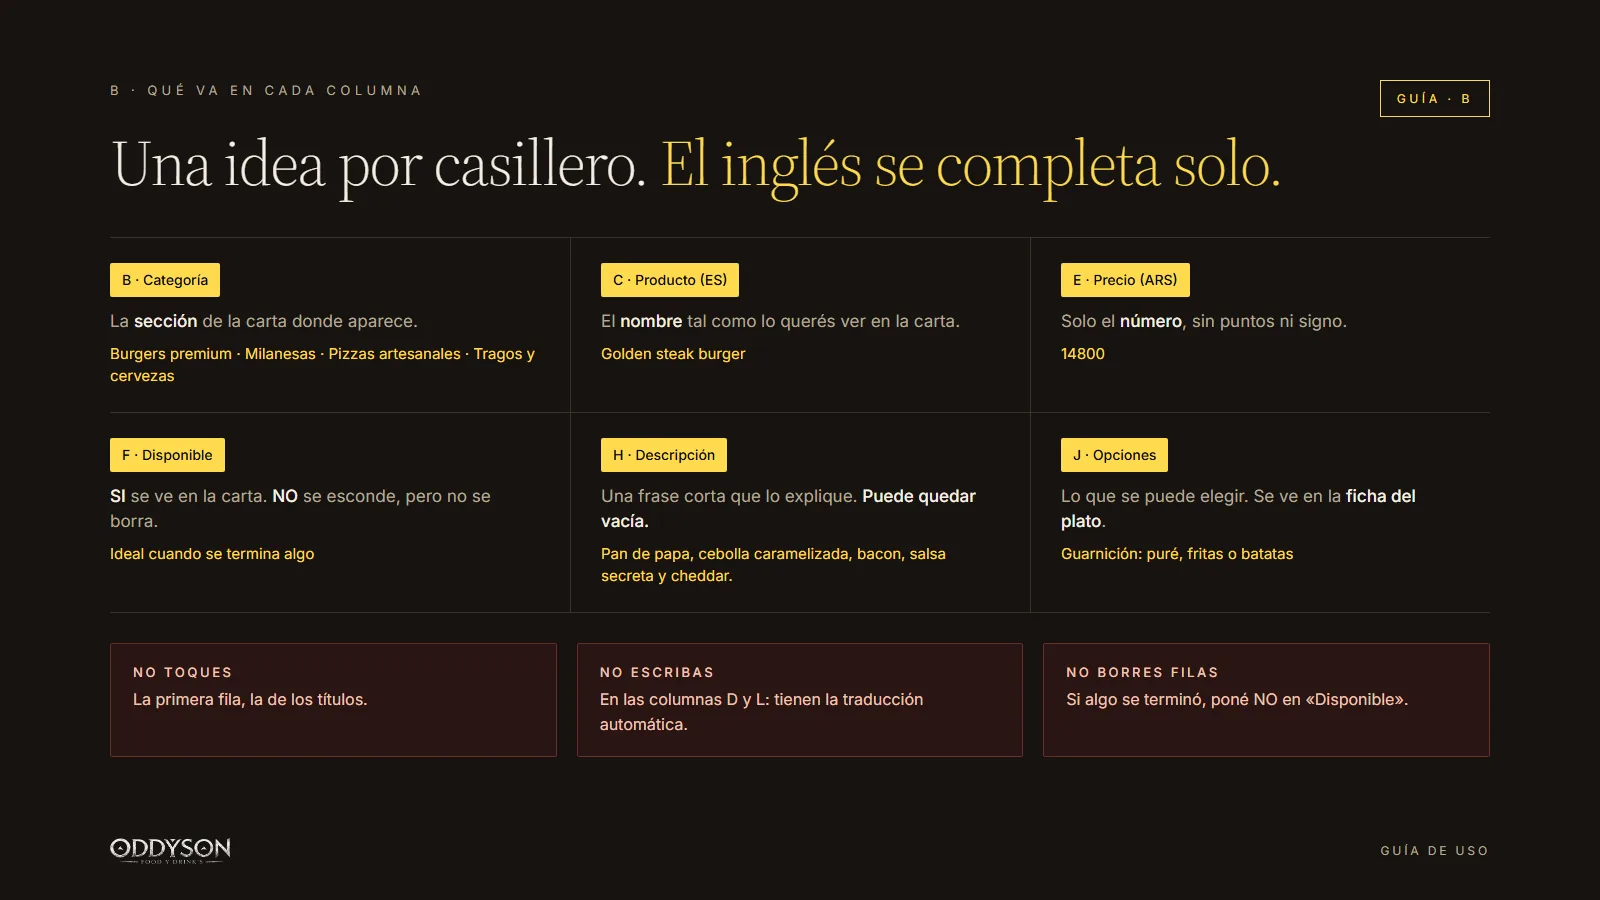 B · QUÉ VA EN CADA COLUMNA
GUÍA · B
Una idea por casillero. El inglés se completa solo.
B · Categoría
La sección de la carta donde aparece.
Burgers premium · Milanesas · Pizzas artesanales · Tragos y
cervezas
C · Producto (ES)
El nombre tal como lo querés ver en la carta.
Golden steak burger
E · Precio (ARS)
Solo el número, sin puntos ni signo.
14800
F · Disponible
SI se ve en la carta. NO se esconde, pero no se
borra.
Ideal cuando se termina algo
H · Descripción
Una frase corta que lo explique. Puede quedar
vacía.
Pan de papa, cebolla caramelizada, bacon, salsa
secreta y cheddar.
J · Opciones
Lo que se puede elegir. Se ve en la ficha del
plato.
Guarnición: puré, fritas o batatas
NO TOQUES
La primera fila, la de los títulos.
NO ESCRIBAS
En las columnas D y L: tienen la traducción
automática.
NO BORRES FILAS
Si algo se terminó, poné NO en «Disponible».
ODDYSON
FOOD Y DRINK'S
GUÍA DE USO